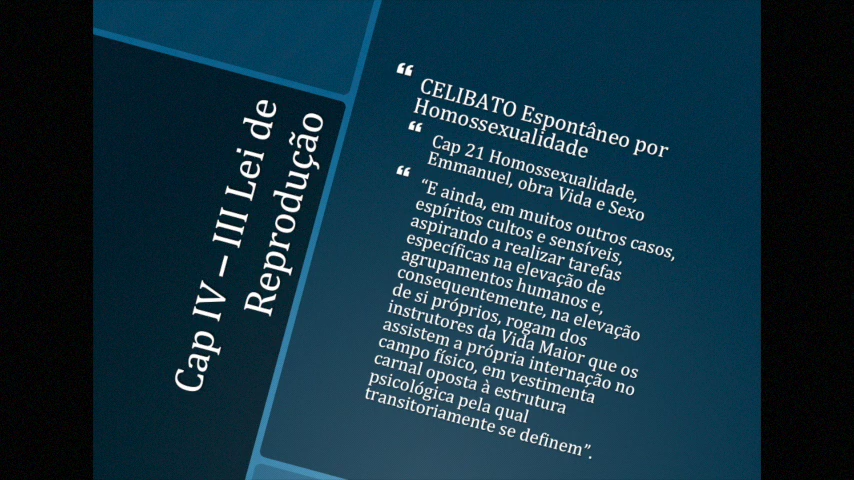 Cap IV – III Lei de
Reprodução
CELIBATO Espontâneo por
Homossexualidade
Cap 21 Homossexualidade,
Emmanuel, obra Vida e Sexo
“E ainda, em muitos outros casos,
espíritos cultos e sensíveis,
aspirando a realizar tarefas
específicas na elevação de
agrupamentos humanos e,
consequentemente, na elevação
de si próprios, rogam dos
instrutores da Vida Maior que os
assistem a própria internação no
campo físico, em vestimenta
carnal oposta à estrutura
psicológica pela qual
transitoriamente se definem”.